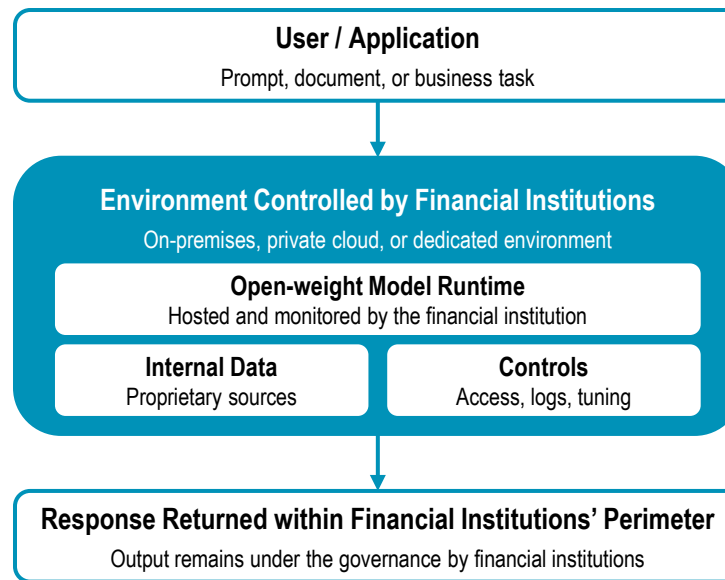 User / Application
Prompt, document, or business task
Environment Controlled by Financial Institutions
On-premises, private cloud, or dedicated environment
Open-weight Model Runtime
Hosted and monitored by the financial institution
Internal Data
Proprietary sources
Controls
Access, logs, tuning
Response Returned within Financial Institutions’ Perimeter
Output remains under the governance by financial institutions